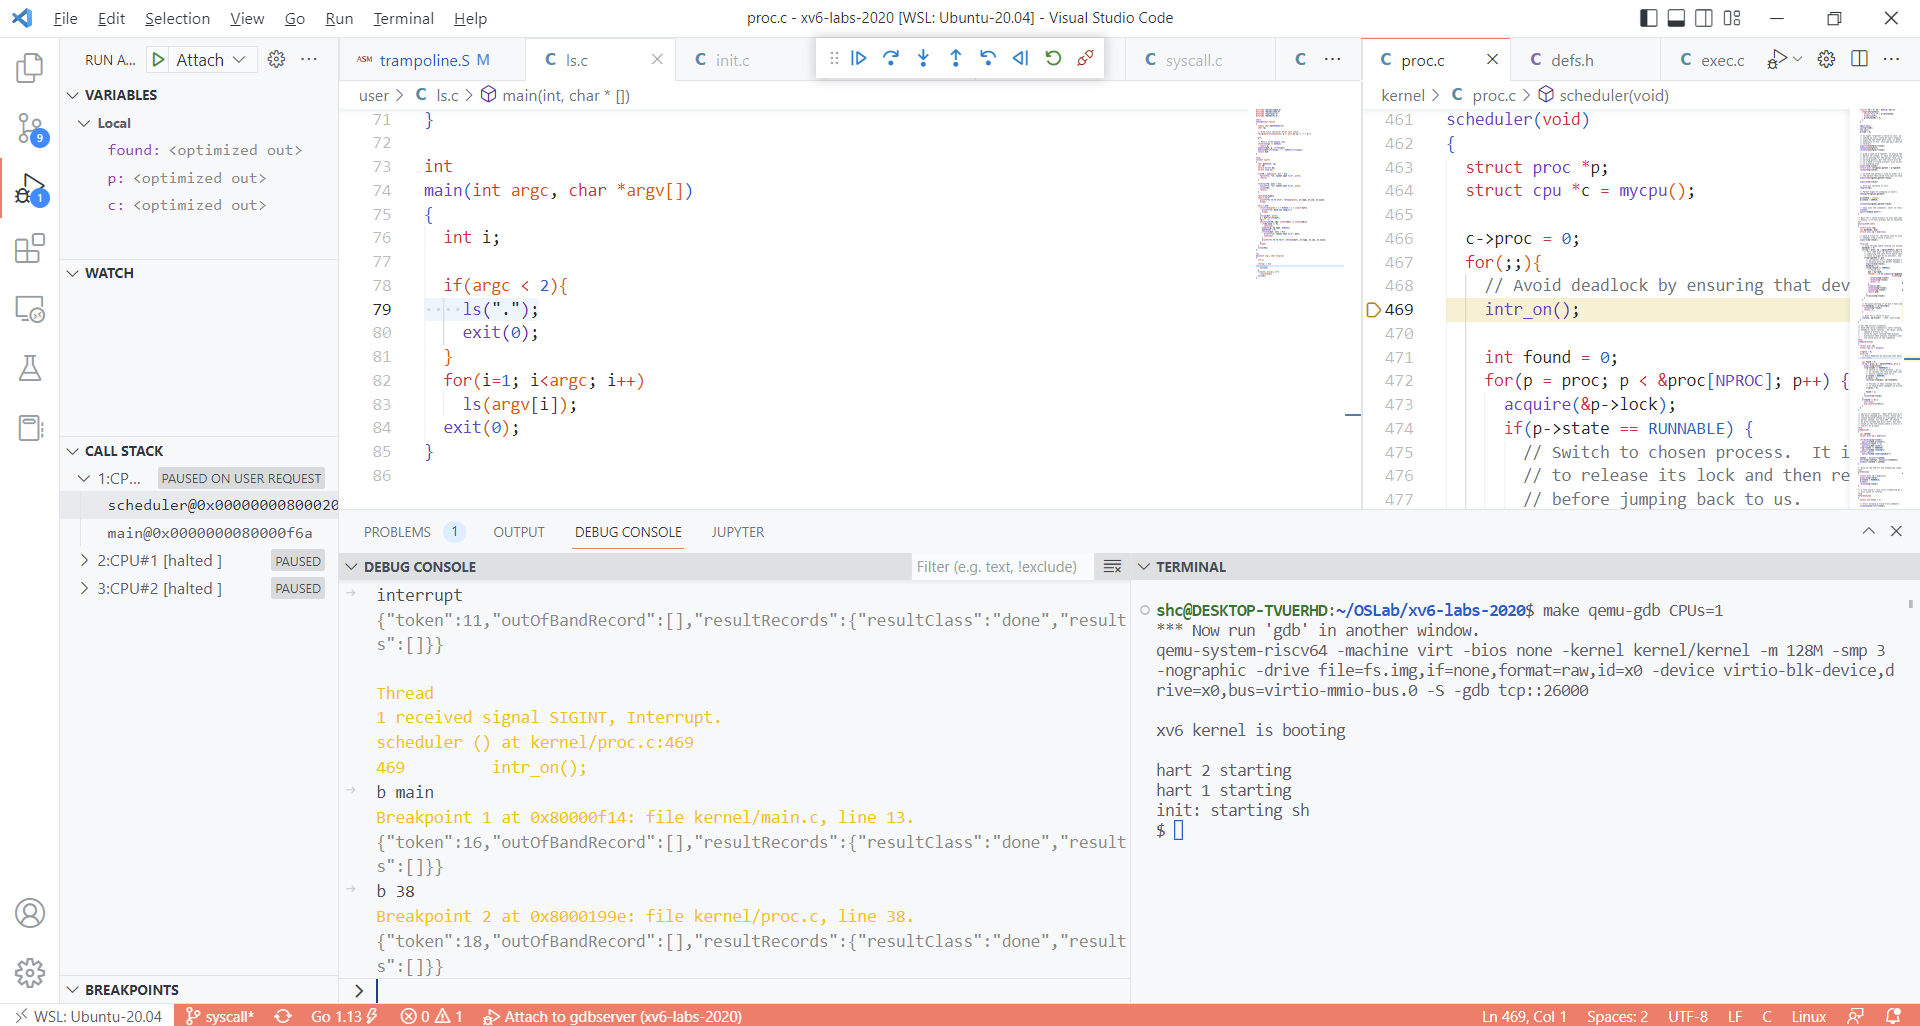 File Edit Selection View Go Run Terminal Help
proc.c - xv6-labs-2020 [WSL: Ubuntu-20.04] - Visual Studio Code
RUN A... Attach ···
ASM trampoline.S M
C ls.c
C init.c
C syscall.c
C ···
C proc.c
C defs.h
C exec.c
···
9
1
VARIABLES
Local
found: <optimized out>
p: <optimized out>
c: <optimized out>
WATCH
CALL STACK
1:CP... PAUSED ON USER REQUEST
scheduler@0x00000000800020
main@0x0000000080000f6a
2:CPU#1 [halted ] PAUSED
3:CPU#2 [halted ] PAUSED
BREAKPOINTS
user > C ls.c > main(int, char * [])
71 }
72
73 int
74 main(int argc, char *argv[])
75 {
76 int i;
77
78 if(argc < 2){
79 ····ls(".");
80 exit(0);
81 }
82 for(i=1; i<argc; i++)
83 ls(argv[i]);
84 exit(0);
85 }
86
kernel > C proc.c > scheduler(void)
461 scheduler(void)
462 {
463 struct proc *p;
464 struct cpu *c = mycpu();
465
466 c->proc = 0;
467 for(;;){
468 // Avoid deadlock by ensuring that dev
469 intr_on();
470
471 int found = 0;
472 for(p = proc; p < &proc[NPROC]; p++) {
473 acquire(&p->lock);
474 if(p->state == RUNNABLE) {
475 // Switch to chosen process.  It i
476 // to release its lock and then re
477 // before jumping back to us.
PROBLEMS 1 OUTPUT DEBUG CONSOLE JUPYTER
DEBUG CONSOLE
Filter (e.g. text, !exclude)
interrupt
{"token":11,"outOfBandRecord":[],"resultRecords":{"resultClass":"done","result
s":[]}}
Thread
1 received signal SIGINT, Interrupt.
scheduler () at kernel/proc.c:469
469 intr_on();
b main
Breakpoint 1 at 0x80000f14: file kernel/main.c, line 13.
{"token":16,"outOfBandRecord":[],"resultRecords":{"resultClass":"done","result
s":[]}}
b 38
Breakpoint 2 at 0x8000199e: file kernel/proc.c, line 38.
{"token":18,"outOfBandRecord":[],"resultRecords":{"resultClass":"done","result
s":[]}}
>
TERMINAL
shc@DESKTOP-TVUERHD:~/OSLab/xv6-labs-2020$ make qemu-gdb CPUs=1
*** Now run 'gdb' in another window.
qemu-system-riscv64 -machine virt -bios none -kernel kernel/kernel -m 128M -smp 3
-nographic -drive file=fs.img,if=none,format=raw,id=x0 -device virtio-blk-device,d
rive=x0,bus=virtio-mmio-bus.0 -S -gdb tcp::26000
xv6 kernel is booting
hart 2 starting
hart 1 starting
init: starting sh
$
WSL: Ubuntu-20.04 syscall* Go 1.13 0 1 Attach to gdbserver (xv6-labs-2020)
Ln 469, Col 1 Spaces: 2 UTF-8 LF C Linux